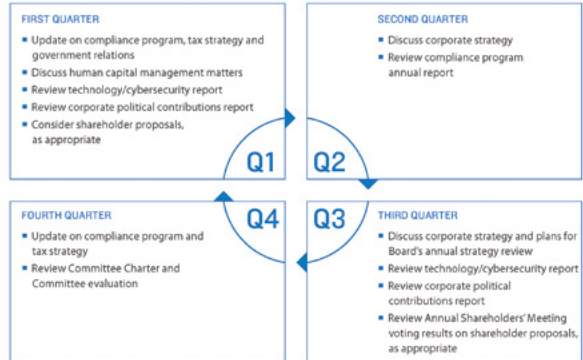 FIRST QUARTER
▪ Update on compliance program, tax strategy and
government relations
▪ Discuss human capital management matters
▪ Review technology/cybersecurity report
▪ Review corporate political contributions report
▪ Consider shareholder proposals,
as appropriate
Q1
SECOND QUARTER
▪ Discuss corporate strategy
▪ Review compliance program
annual report
Q2
FOURTH QUARTER
▪ Update on compliance program and
tax strategy
▪ Review Committee Charter and
Committee evaluation
Q4
Q3
THIRD QUARTER
▪ Discuss corporate strategy and plans for
Board's annual strategy review
▪ Review technology/cybersecurity report
▪ Review corporate political
contributions report
▪ Review Annual Shareholders' Meeting
voting results on shareholder proposals,
as appropriate